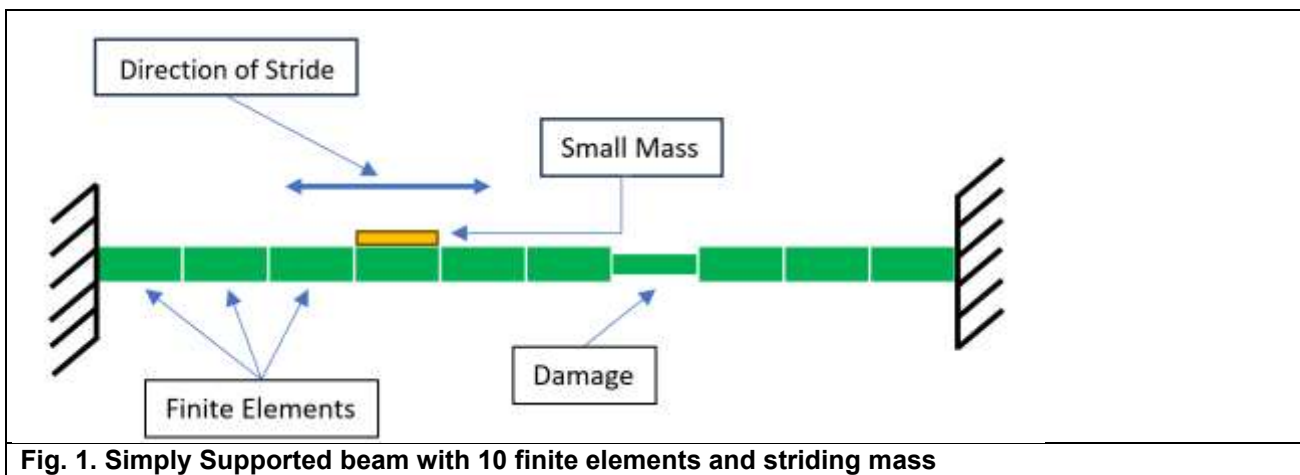 Direction of Stride
Small Mass
Damage
Finite Elements
Fig. 1. Simply Supported beam with 10 finite elements and striding mass